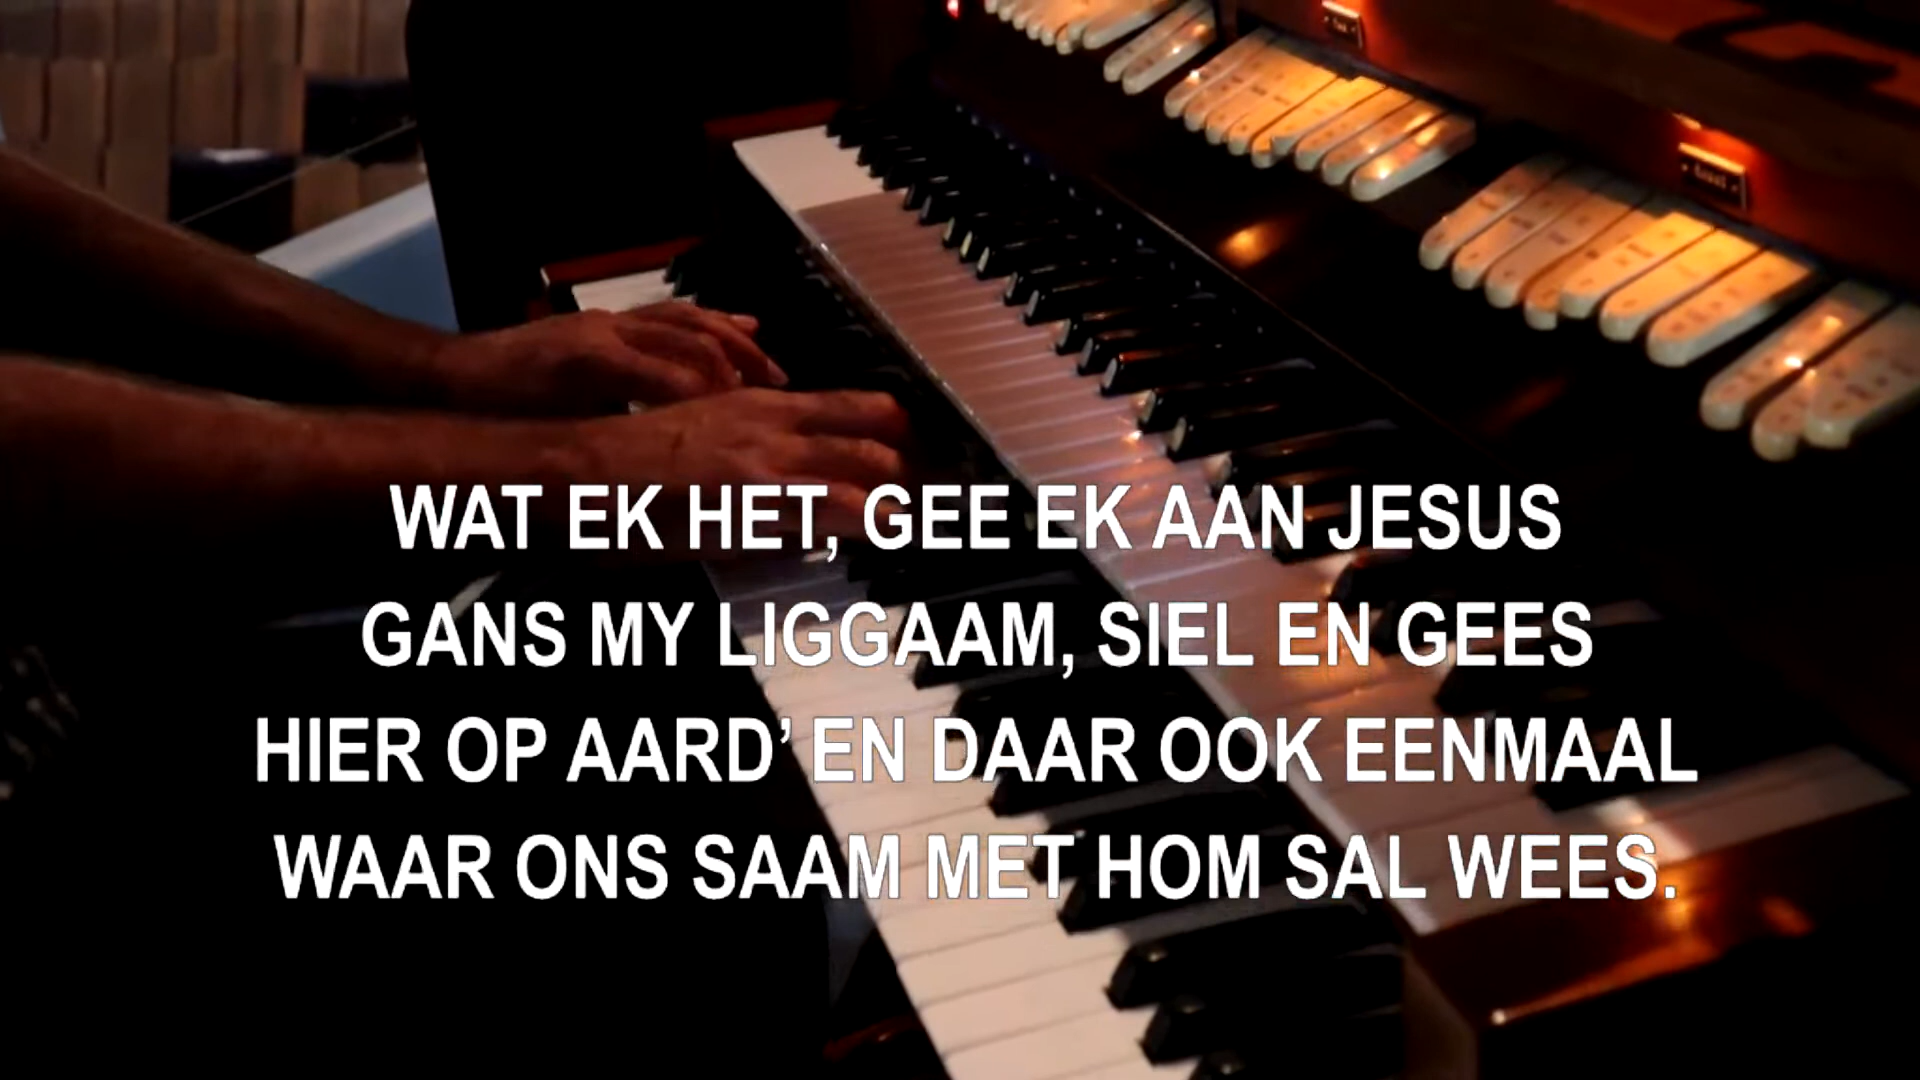 WAT EK HET, GEE EK AAN JESUS
GANS MY LIGGAAM, SIEL EN GEES
HIER OP AARD’ EN DAAR OOK EENMAAL
WAAR ONS SAAM MET HOM SAL WEES.